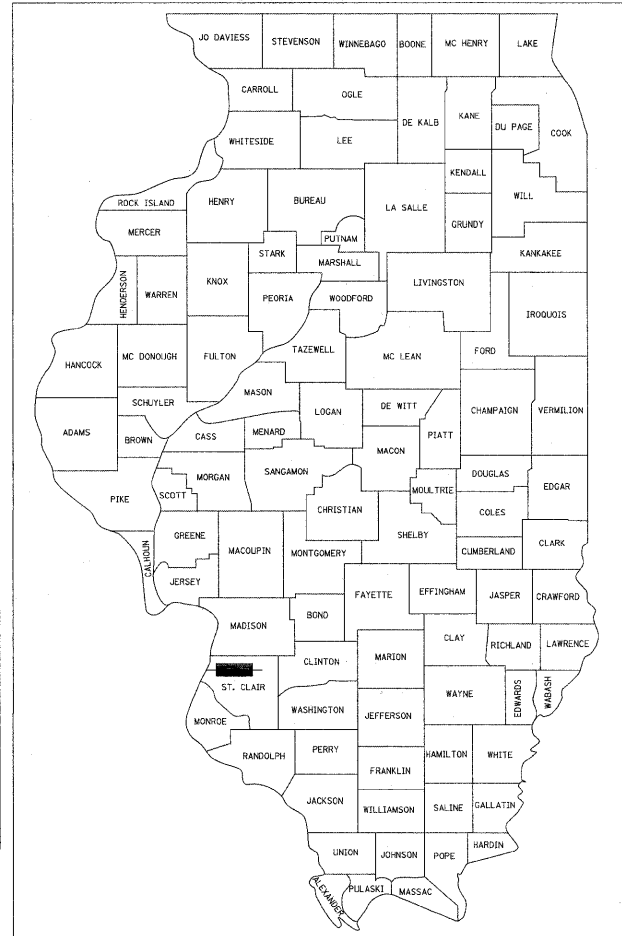 JO DAVIESS
STEVENSON
WINNEBAGO
BOONE
MC HENRY
LAKE
CARROLL
OGLE
DE KALB
KANE
DU PAGE
COOK
WHITESIDE
LEE
KENDALL
WILL
ROCK ISLAND
HENRY
BUREAU
LA SALLE
GRUNDY
MERCER
PUTNAM
STARK
MARSHALL
KANKAKEE
HENDERSON
WARREN
KNOX
PEORIA
WOODFORD
LIVINGSTON
IROQUOIS
HANCOCK
MC DONOUGH
FULTON
TAZEWELL
MC LEAN
FORD
MASON
SCHUYLER
LOGAN
DE WITT
CHAMPAIGN
VERMILION
ADAMS
BROWN
CASS
MENARD
MACON
PIATT
MORGAN
SANGAMON
DOUGLAS
EDGAR
PIKE
SCOTT
CHRISTIAN
MOULTRIE
COLES
GREENE
MACOUPIN
MONTGOMERY
SHELBY
CUMBERLAND
CLARK
CALHOUN
JERSEY
FAYETTE
EFFINGHAM
JASPER
CRAWFORD
MADISON
BOND
CLAY
RICHLAND
LAWRENCE
CLINTON
MARION
ST. CLAIR
WAYNE
EDWARDS
WABASH
MONROE
WASHINGTON
JEFFERSON
RANDOLPH
PERRY
HAMILTON
WHITE
FRANKLIN
JACKSON
WILLIAMSON
SALINE
GALLATIN
UNION
JOHNSON
POPE
HARDIN
ALEXANDER
PULASKI
MASSAC